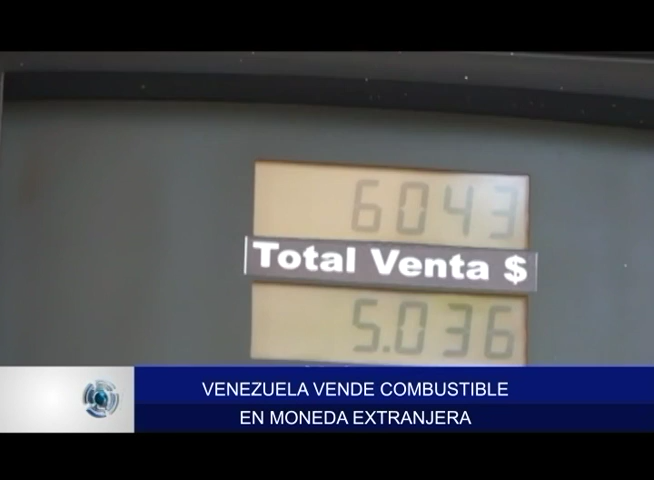 6043
Total Venta $
5.036
VENEZUELA VENDE COMBUSTIBLE
EN MONEDA EXTRANJERA